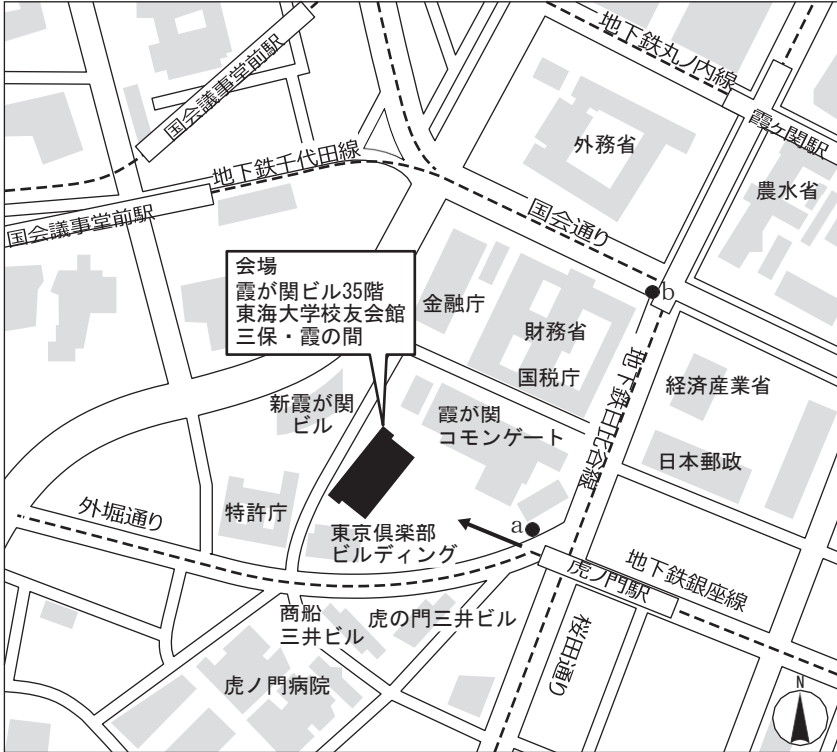 地下鉄丸ノ内線
国会議事堂前駅
霞ヶ関駅
外務省
地下鉄千代田線
農水省
国会議事堂前駅
国会通り
会場
霞が関ビル35階
東海大学校友会館
三保・霞の間
b
金融庁
財務省
国税庁
地下鉄日比谷線
経済産業省
新霞が関
ビル
霞が関
コモンゲート
日本郵政
外堀通り
特許庁
a
東京倶楽部
ビルディング
虎ノ門駅
地下鉄銀座線
商船
三井ビル
虎の門三井ビル
桜田通り
虎ノ門病院
N